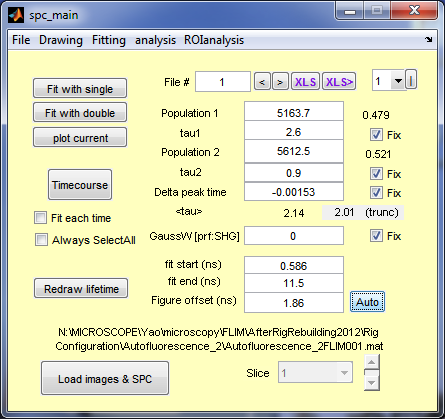 spc_main
File Drawing Fitting analysis ROIanalysis
Fit with single
File # 1 < > XLS XLS> 1
Fit with double
Population 1 5163.7 0.479
plot current
tau1 2.6 Fix
Population 2 5612.5 0.521
Timecourse
tau2 0.9 Fix
Delta peak time -0.00153 Fix
Fit each time
<tau> 2.14 2.01 (trunc)
Always SelectAll
GaussW [prf:SHG] 0 Fix
fit start (ns) 0.586
Redraw lifetime
fit end (ns) 11.5
Figure offset (ns) 1.86 Auto
N:\MICROSCOPE\Yao\microscopy\FLIM\AfterRigRebuilding2012\Rig
Configuration\Autofluorescence_2\Autofluorescence_2FLIM001.mat
Load images & SPC
Slice 1